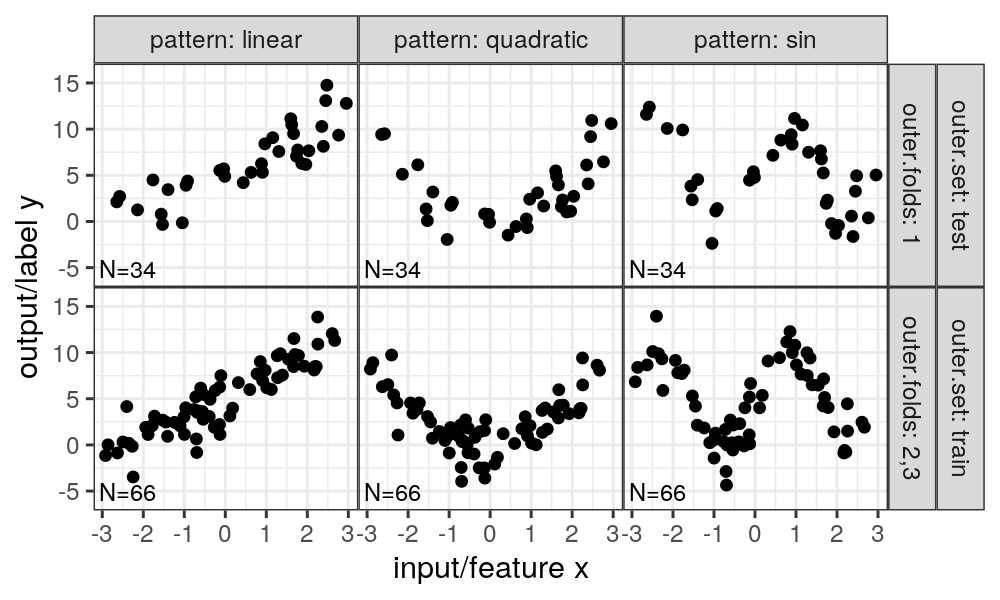 pattern: linear
pattern: quadratic
pattern: sin
15
10
5
0
-5
N=34
N=34
N=34
outer.folds: 1
outer.set: test
15
10
5
0
-5
N=66
N=66
N=66
outer.folds: 2,3
outer.set: train
-3 -2 -1 0 1 2 3
-3 -2 -1 0 1 2 3
-3 -2 -1 0 1 2 3
input/feature x
output/label y